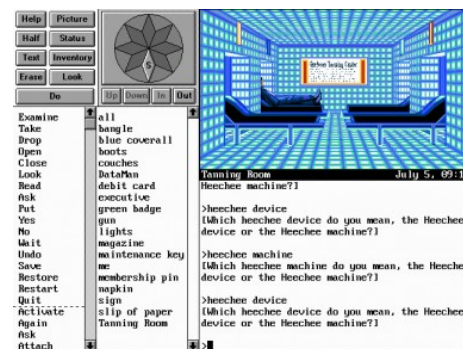 Help Picture
Half Status
Text Inventory
Erase Look
Do
S
Up Down In Out
Examine
Take
Drop
Open
Close
Look
Read
Ask
Put
Yes
No
Wait
Undo
Save
Restore
Restart
Quit
Activate
Again
Ask
Attach
all
bangle
blue coverall
boots
couches
DataMan
debit card
executive
green badge
gun
lights
magazine
maintenance key
me
membership pin
napkin
sign
slip of paper
Tanning Room
Tanning Center
Tanning Room July 5, 09:1
Heechee machine?]
>heechee device
[Which heechee device do you mean, the Heechee
device or the Heechee machine?]
>heechee machine
[Which heechee machine do you mean, the Heeche
device or the Heechee machine?]
>heechee device
[Which heechee device do you mean, the Heechee
device or the Heechee machine?]
>